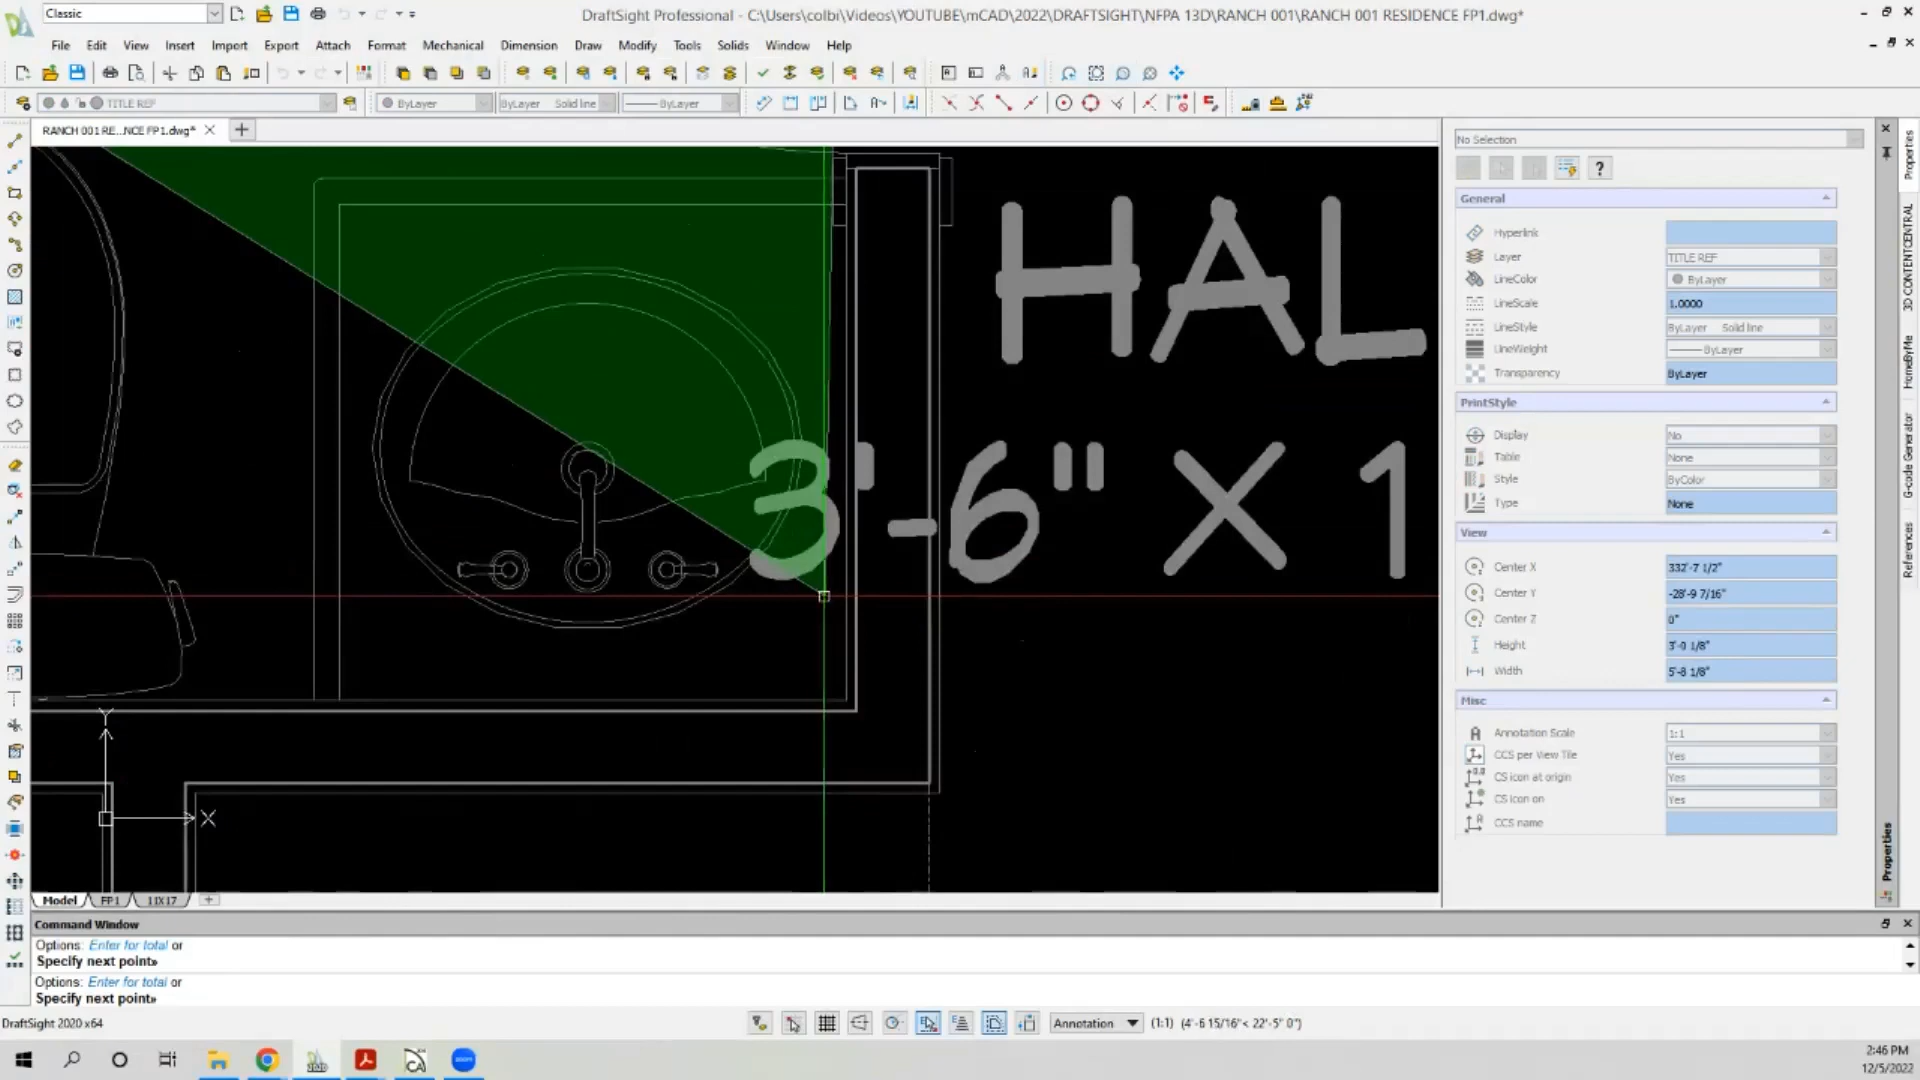 Classic
DraftSight Professional - C:\Users\colbi\Videos\YOUTUBE\mCAD\2022\DRAFTSIGHT\NFPA 13D\RANCH 001\RANCH 001 RESIDENCE FP1.dwg*
File Edit View Insert Import Export Attach Format Mechanical Dimension Draw Modify Tools Solids Window Help
TITLE REF ByLayer ByLayer Solid line ByLayer
RANCH 001 RE...NCE FP1.dwg*
No Selection
General
Hyperlink
Layer TITLE REF
LineColor ByLayer
LineScale 1.0000
LineStyle ByLayer Solid line
LineWeight ByLayer
Transparency ByLayer
PrintStyle
Display No
Table None
Style ByColor
Type None
View
Center X 332'-7 1/2"
Center Y -28'-9 7/16"
Center Z 0"
Height 3'-9 1/8"
Width 5'-8 1/8"
Misc
Annotation Scale 1:1
CCS per View Tile Yes
CS icon at origin Yes
CS icon on Yes
CCS name
Properties
3D CONTENTCENTRAL
HomeByMe
G-code Generator
References
Properties
HAL
3'-6" X 1
Y
X
Model FP1 11X17
Command Window
Options: Enter for total or
Specify next point»
Options: Enter for total or
Specify next point»
DraftSight 2020 x64
Annotation (1:1) (4'-6 15/16"< 22'-5" 0")
2:46 PM
12/5/2022